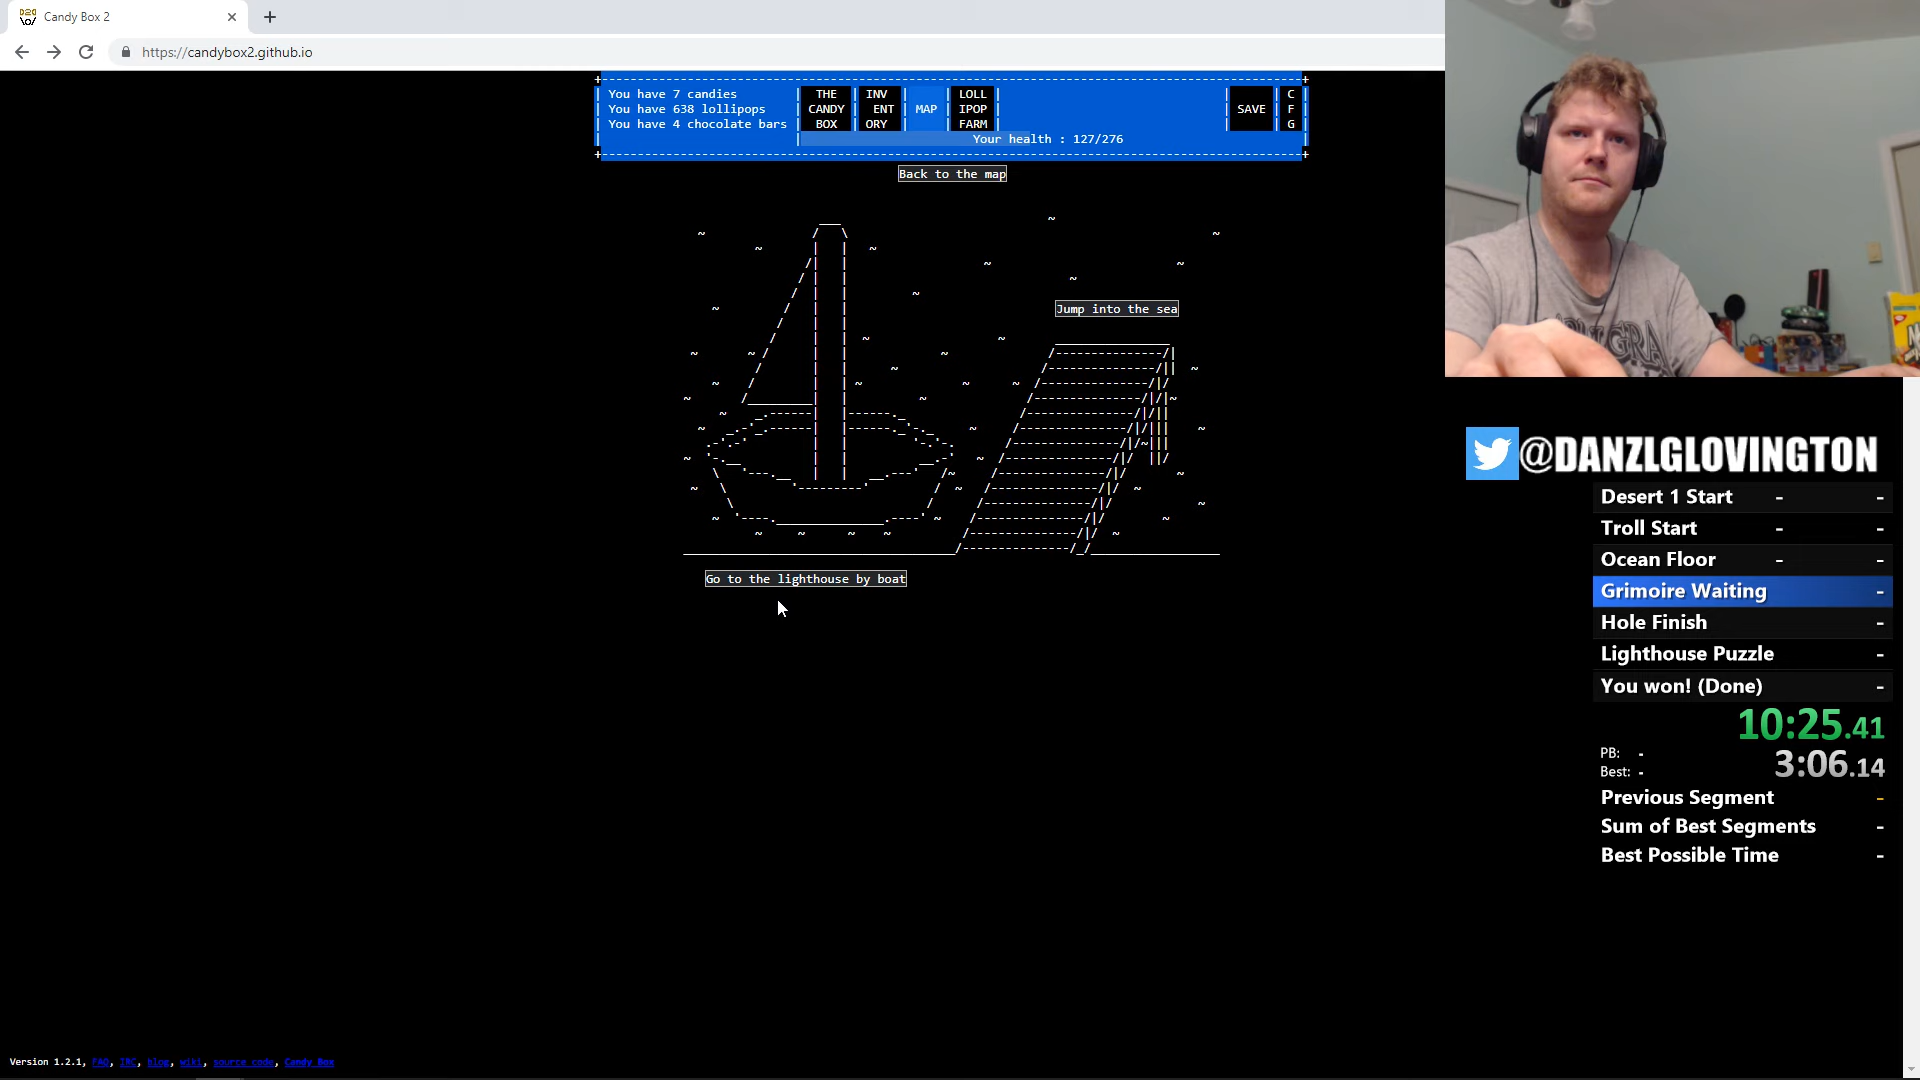 Candy Box 2
https://candybox2.github.io
You have 7 candies
You have 638 lollipops
You have 4 chocolate bars
THE
CANDY
BOX
INV
ENT
ORY
MAP
LOLL
IPOP
FARM
SAVE
C
F
G
Your health : 127/276
Back to the map
Jump into the sea
Go to the lighthouse by boat
@DANZLGLOVINGTON
Desert 1 Start - -
Troll Start - -
Ocean Floor - -
Grimoire Waiting -
Hole Finish -
Lighthouse Puzzle -
You won! (Done) -
10:25.41
PB: -
Best: -
3:06.14
Previous Segment -
Sum of Best Segments -
Best Possible Time -
Version 1.2.1, FAQ, IRC, blog, wiki, source code, Candy Box